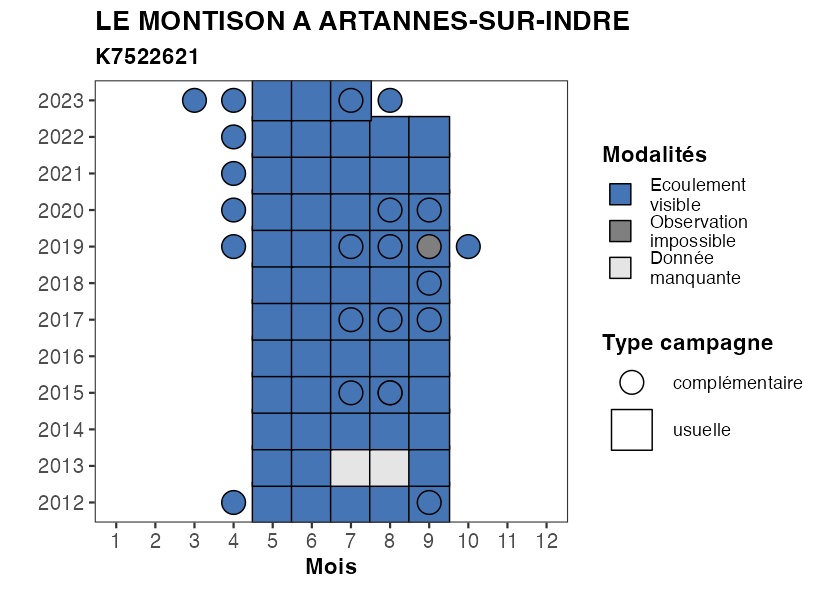 LE MONTISON A ARTANNES-SUR-INDRE
K7522621
2023
2022
2021
2020
2019
2018
2017
2016
2015
2014
2013
2012
1 2 3 4 5 6 7 8 9 10 11 12
Mois
Modalités
Ecoulement
visible
Observation
impossible
Donnée
manquante
Type campagne
complémentaire
usuelle